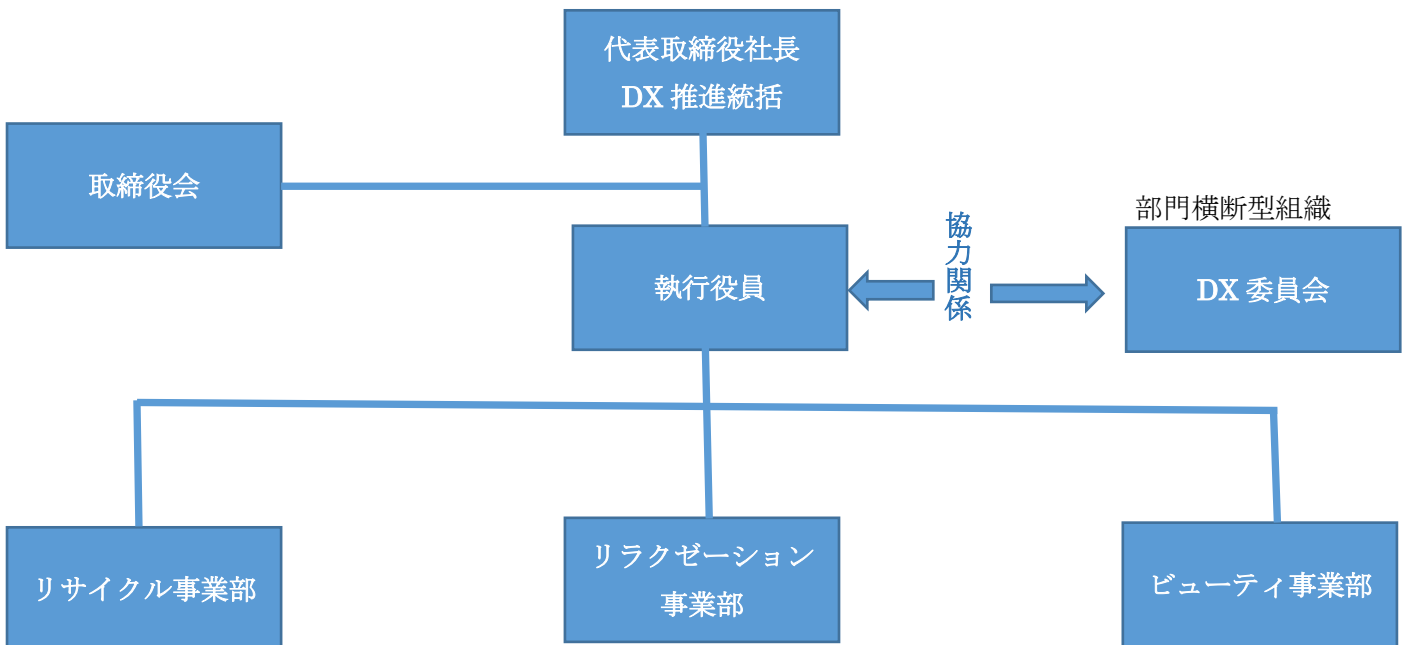 代表取締役社長
DX 推進統括
取締役会
部門横断型組織
協力関係
執行役員
DX 委員会
リサイクル事業部
リラクゼーション
事業部
ビューティ事業部